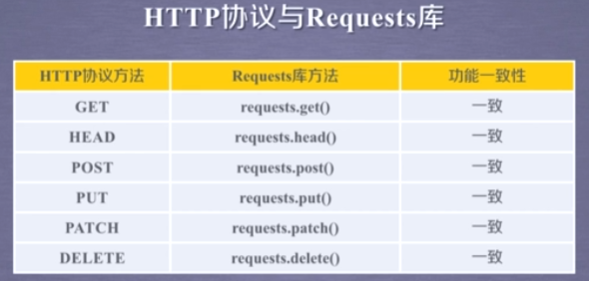 HTTP协议与Requests库
HTTP协议方法 Requests库方法 功能一致性
GET requests.get() 一致
HEAD requests.head() 一致
POST requests.post() 一致
PUT requests.put() 一致
PATCH requests.patch() 一致
DELETE requests.delete() 一致